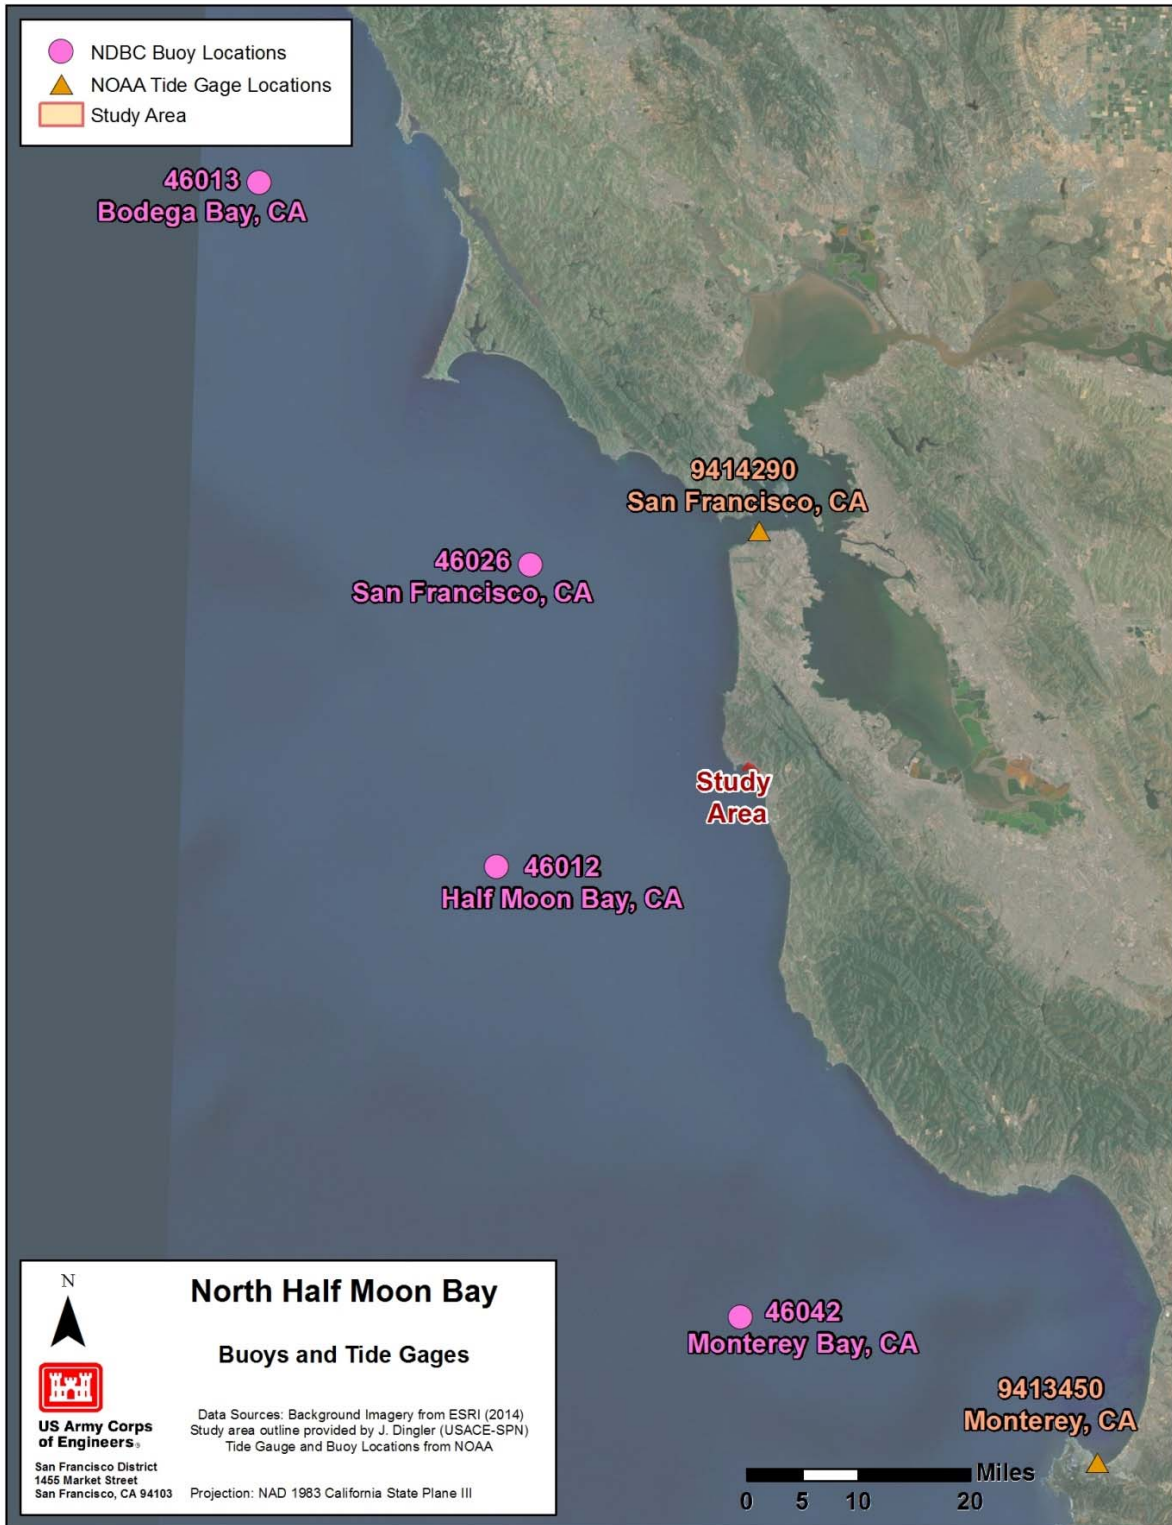 NDBC Buoy Locations
NOAA Tide Gage Locations
Study Area
46013
Bodega Bay, CA
9414290
San Francisco, CA
46026
San Francisco, CA
Study
Area
46012
Half Moon Bay, CA
46042
Monterey Bay, CA
9413450
Monterey, CA
Miles
0 5 10 20
N
North Half Moon Bay
Buoys and Tide Gages
US Army Corps
of Engineers®
San Francisco District
1455 Market Street
San Francisco, CA 94103
Data Sources: Background Imagery from ESRI (2014)
Study area outline provided by J. Dingler (USACE-SPN)
Tide Gauge and Buoy Locations from NOAA
Projection: NAD 1983 California State Plane III